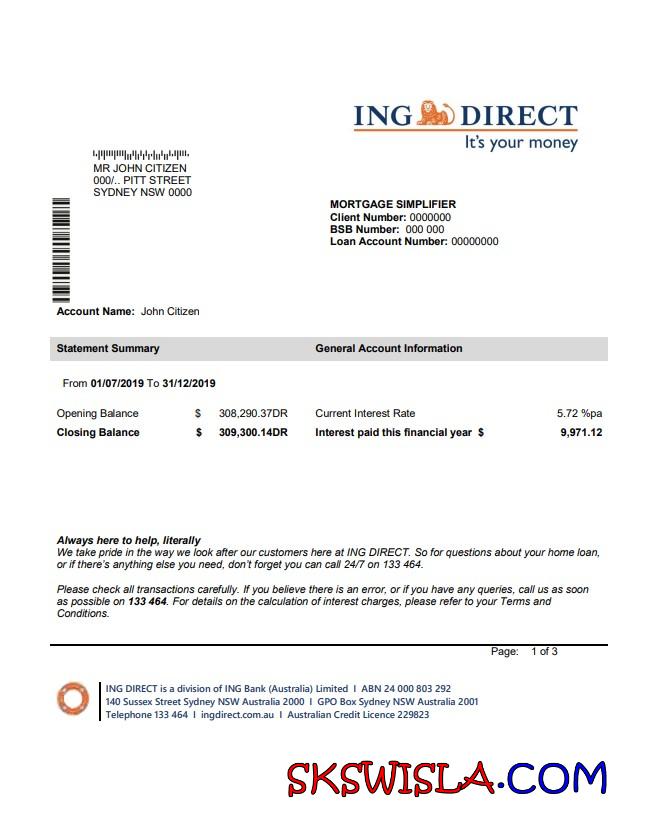 ING DIRECT
It's your money
MR JOHN CITIZEN
000/.. PITT STREET
SYDNEY NSW 0000
MORTGAGE SIMPLIFIER
Client Number: 0000000
BSB Number: 000 000
Loan Account Number: 00000000
Account Name: John Citizen
Statement Summary General Account Information
From 01/07/2019 To 31/12/2019
Opening Balance $ 308,290.37DR Current Interest Rate 5.72 %pa
Closing Balance $ 309,300.14DR Interest paid this financial year $ 9,971.12
Always here to help, literally
We take pride in the way we look after our customers here at ING DIRECT. So for questions about your home loan,
or if there's anything else you need, don't forget you can call 24/7 on 133 464.
Please check all transactions carefully. If you believe there is an error, or if you have any queries, call us as soon
as possible on 133 464. For details on the calculation of interest charges, please refer to your Terms and
Conditions.
Page: 1 of 3
ING DIRECT is a division of ING Bank (Australia) Limited I ABN 24 000 803 292
140 Sussex Street Sydney NSW Australia 2000 I GPO Box Sydney NSW Australia 2001
Telephone 133 464 I ingdirect.com.au I Australian Credit Licence 229823
SKSWISLA.COM